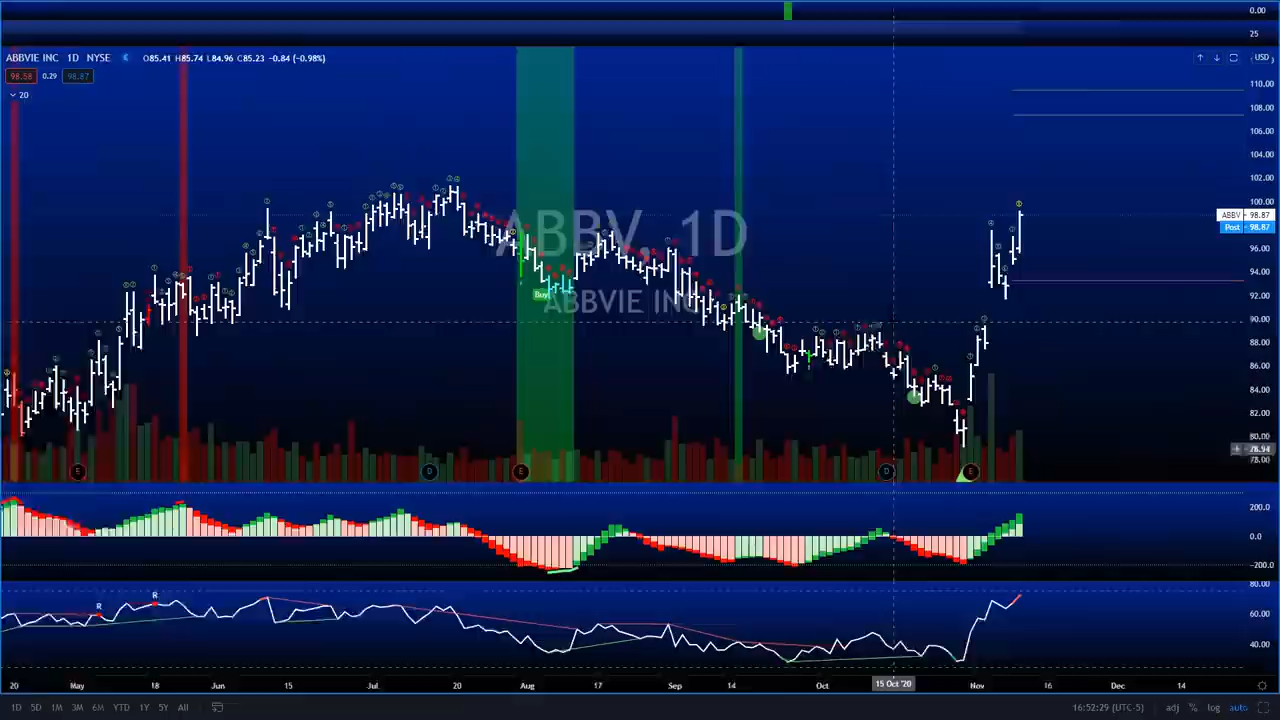 0.00
25
ABBVIE INC 1D NYSE O85.41 H85.74 L84.96 C85.23 −0.84 (−0.98%) USD
98.58 0.29 98.87
20
110.00
108.00
106.00
104.00
102.00
100.00
ABBV 98.87
Post 98.87
96.00
94.00
92.00
90.00
88.00
86.00
84.00
82.00
80.00
78.94
78.00
ABBV, 1D
ABBVIE INC
Buy
E D E D E
200.0
0.0
−200.0
80.00
60.00
40.00
R R
20 May 18 Jun 15 Jul 20 Aug 17 Sep 14 Oct 15 Oct '20 Nov 16 Dec 14
1D 5D 1M 3M 6M YTD 1Y 5Y All 16:52:29 (UTC-5) adj % log auto